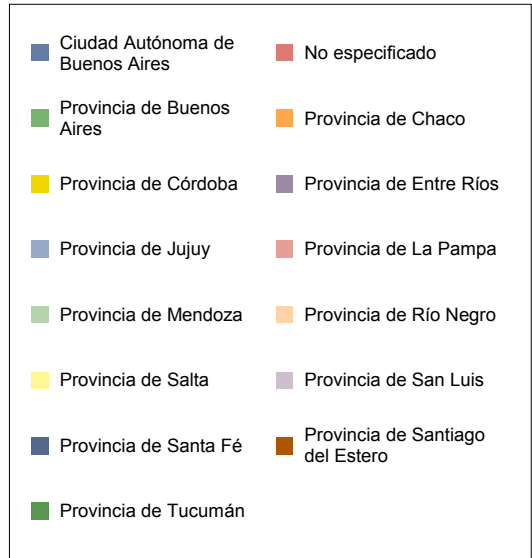 Ciudad Autónoma de
Buenos Aires
No especificado
Provincia de Buenos
Aires
Provincia de Chaco
Provincia de Córdoba
Provincia de Entre Ríos
Provincia de Jujuy
Provincia de La Pampa
Provincia de Mendoza
Provincia de Río Negro
Provincia de Salta
Provincia de San Luis
Provincia de Santa Fé
Provincia de Santiago
del Estero
Provincia de Tucumán